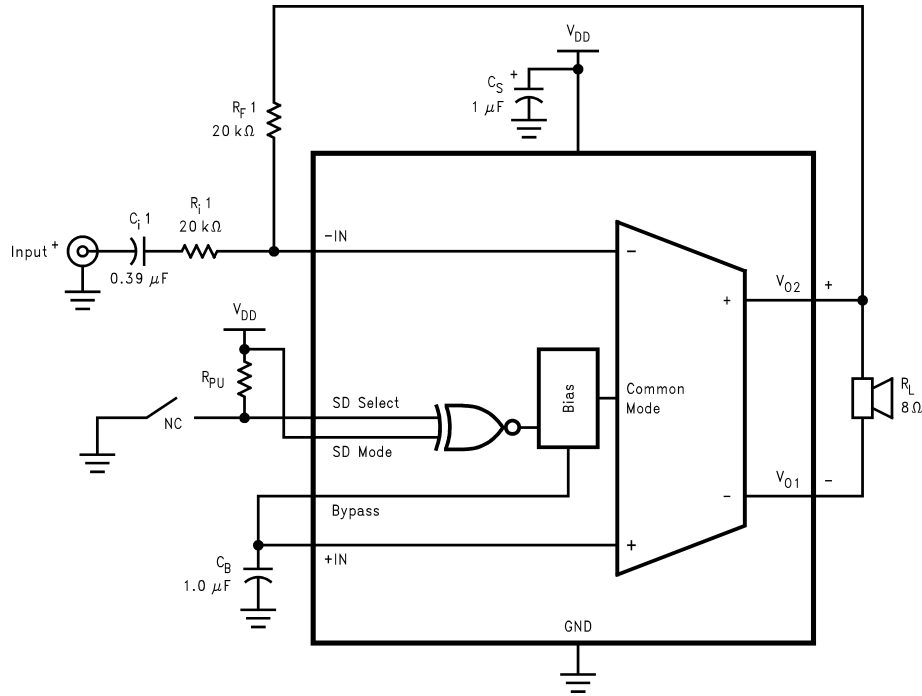 V_DD
C_S +
1 µF
R_F 1
20 kΩ
C_i 1
R_i 1
20 kΩ
-IN
Input +
0.39 µF
-
V_O2 +
+
V_DD
R_PU
Bias
Common
Mode
R_L
8 Ω
SD Select
NC
SD Mode
V_O1 -
-
Bypass
+
+IN
C_B
1.0 µF
GND